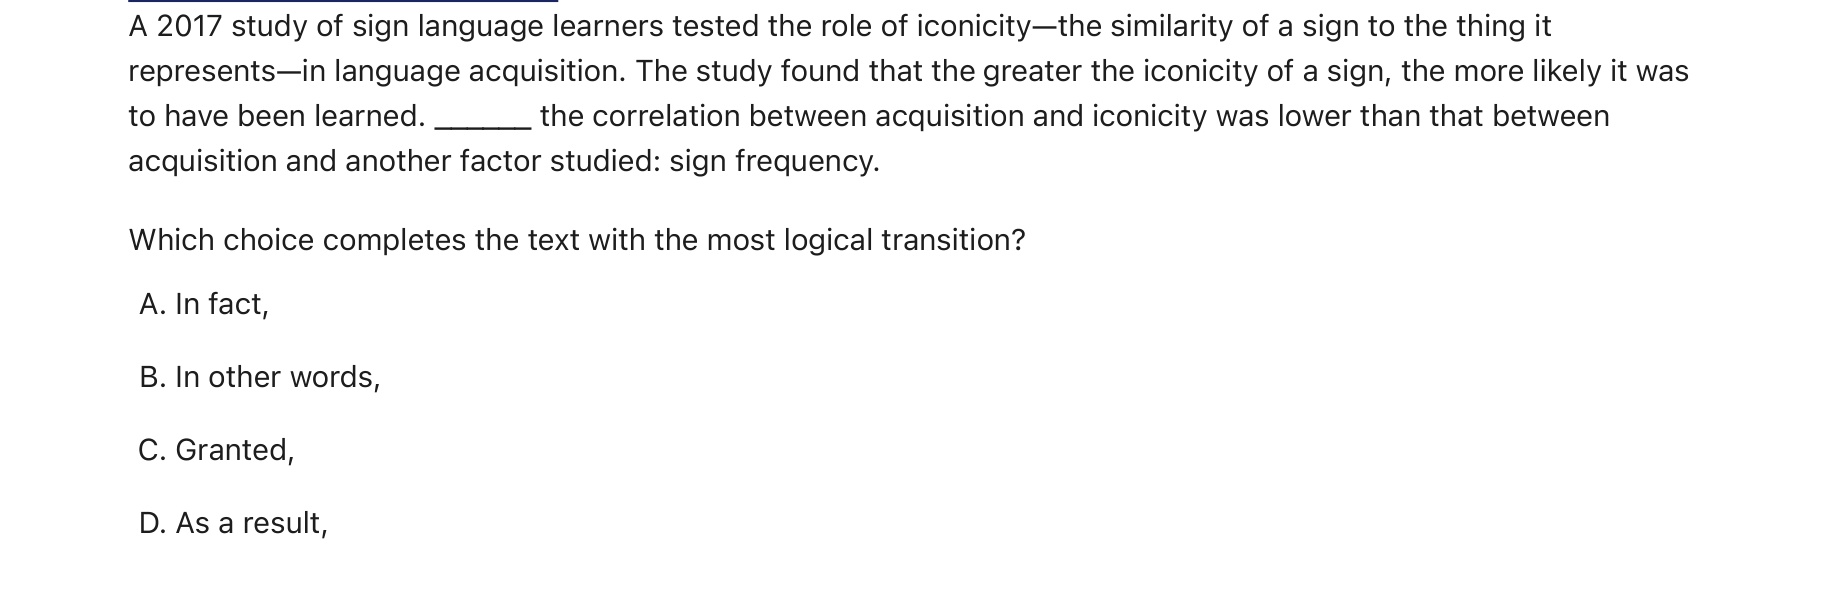 A 2017 study of sign language learners tested the role of iconicity—the similarity of a sign to the thing it
represents—in language acquisition. The study found that the greater the iconicity of a sign, the more likely it was
to have been learned. ______ the correlation between acquisition and iconicity was lower than that between
acquisition and another factor studied: sign frequency.
Which choice completes the text with the most logical transition?
A. In fact,
B. In other words,
C. Granted,
D. As a result,